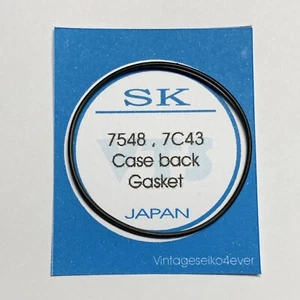 SK
7548 , 7C43
Case back
Gasket
JAPAN
Vintageseiko4ever